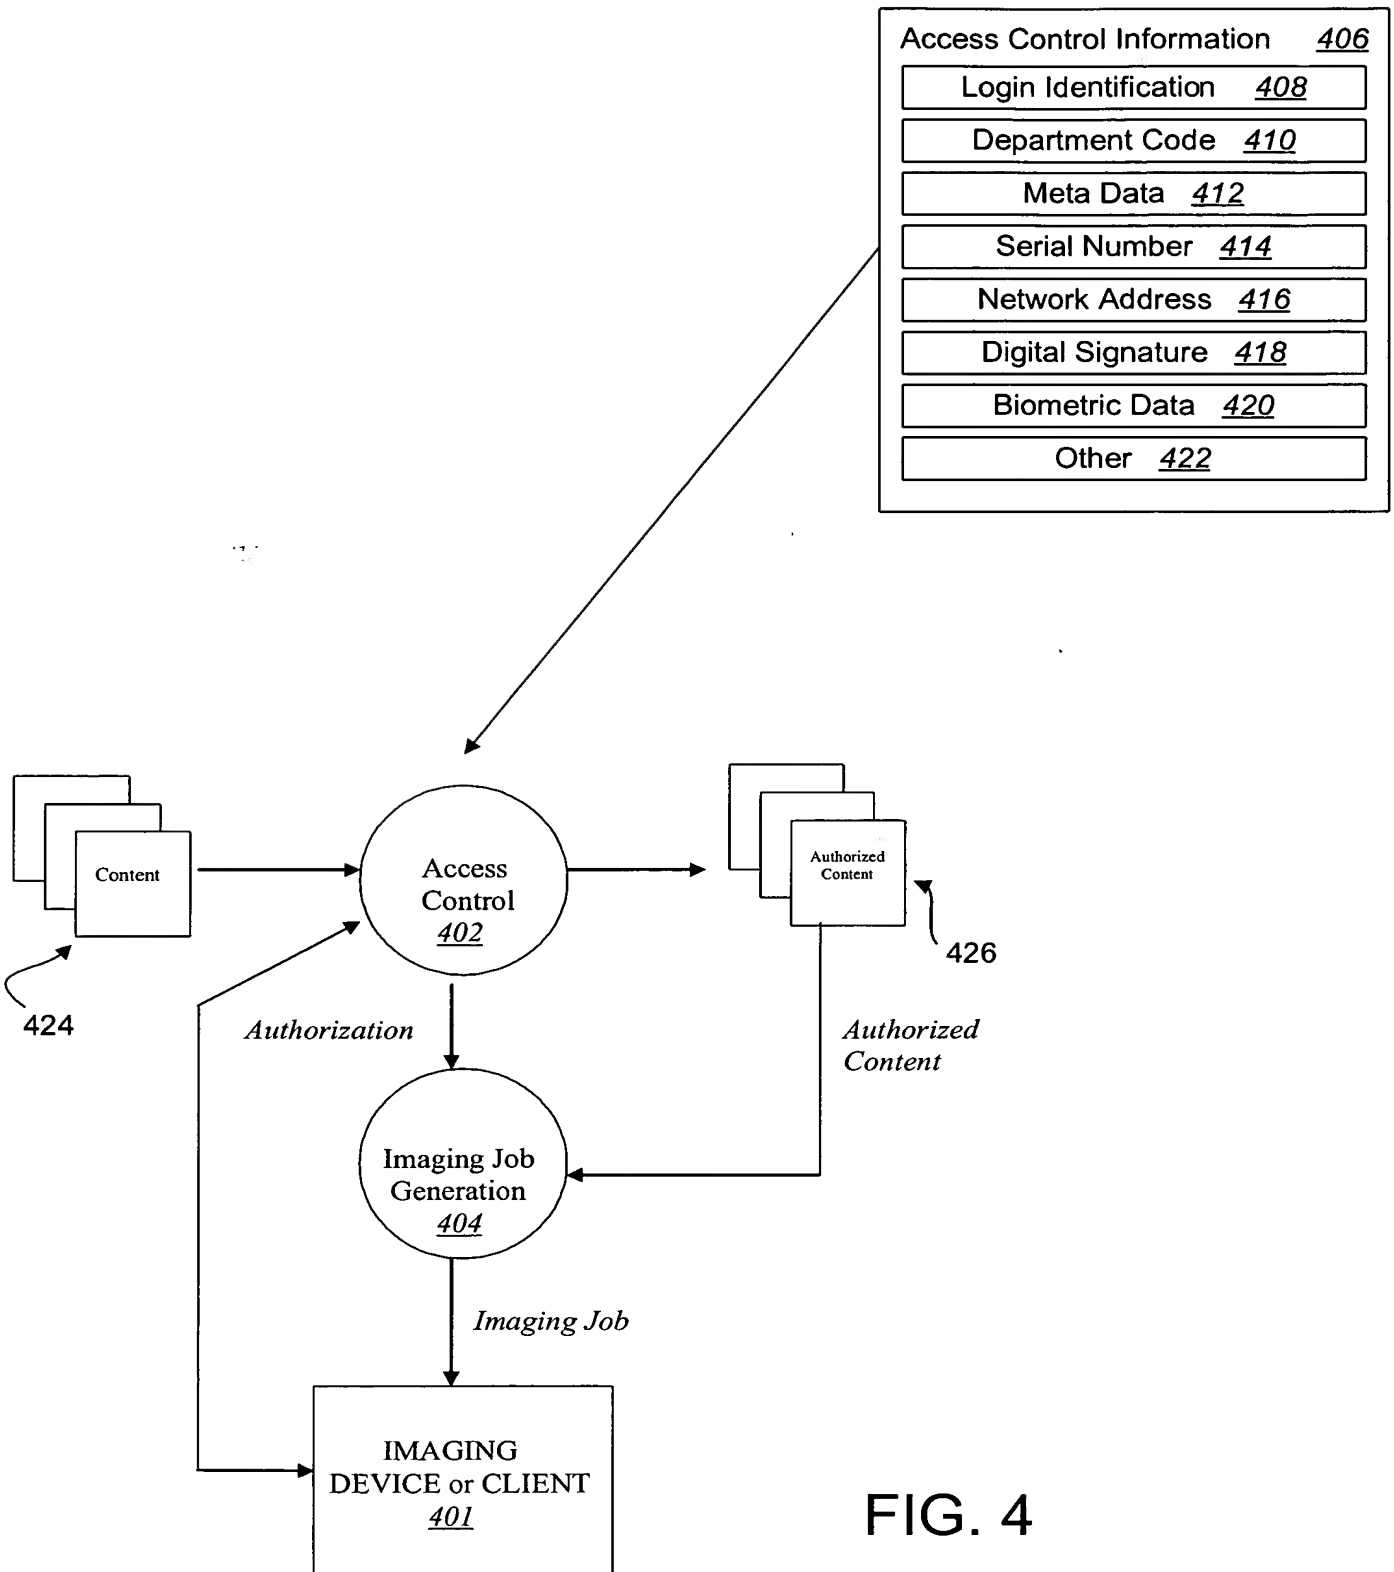 Access Control Information 406
Login Identification 408
Department Code 410
Meta Data 412
Serial Number 414
Network Address 416
Digital Signature 418
Biometric Data 420
Other 422
Content
424
Access
Control
402
Authorized
Content
426
Authorization
Authorized
Content
Imaging Job
Generation
404
Imaging Job
IMAGING
DEVICE or CLIENT
401
FIG. 4